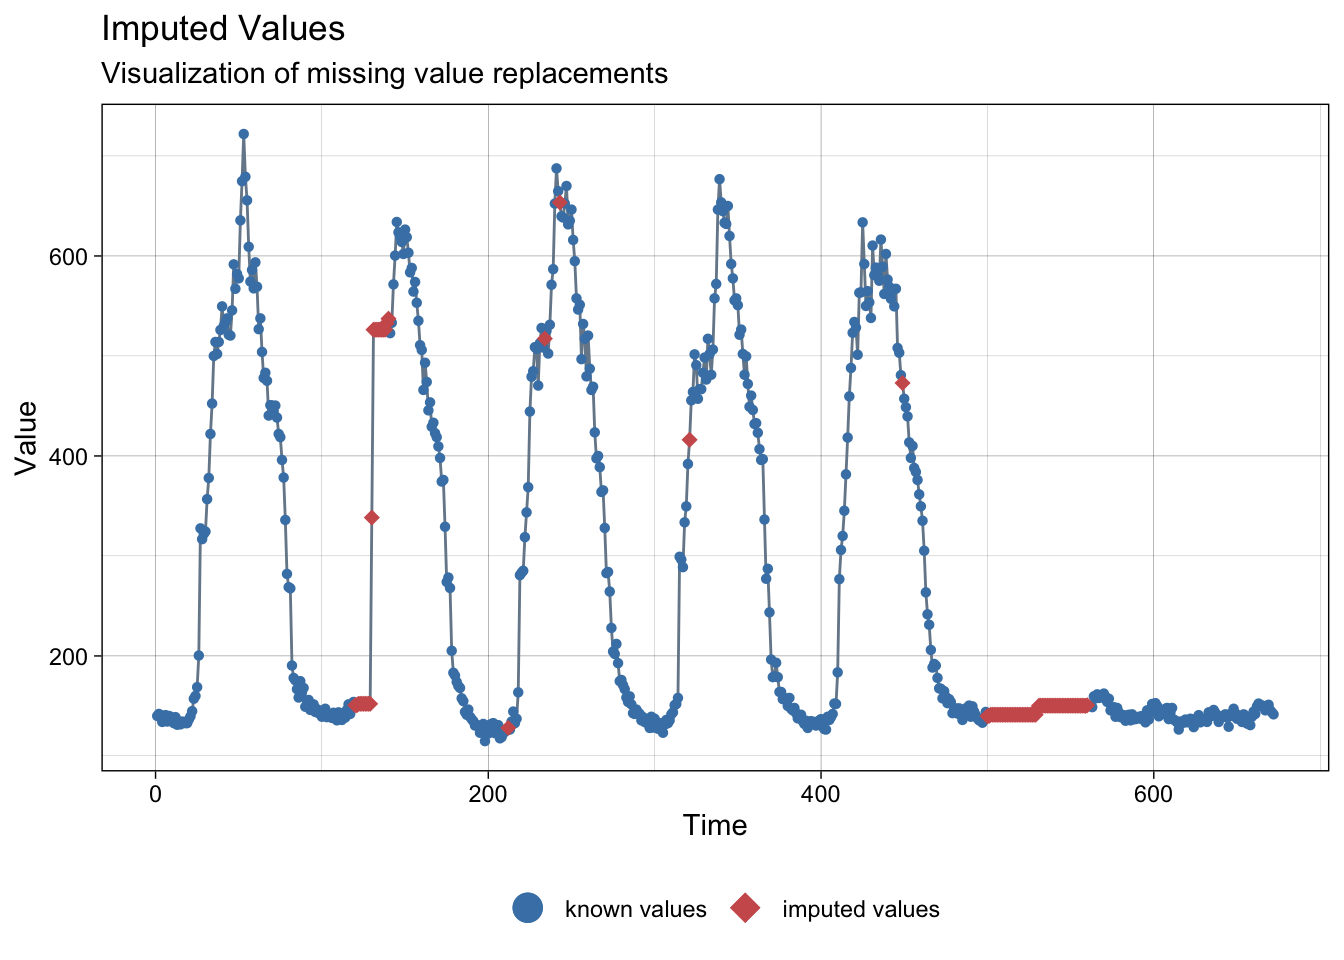 Imputed Values
Visualization of missing value replacements
600
400
200
Value
0 200 400 600
Time
known values imputed values